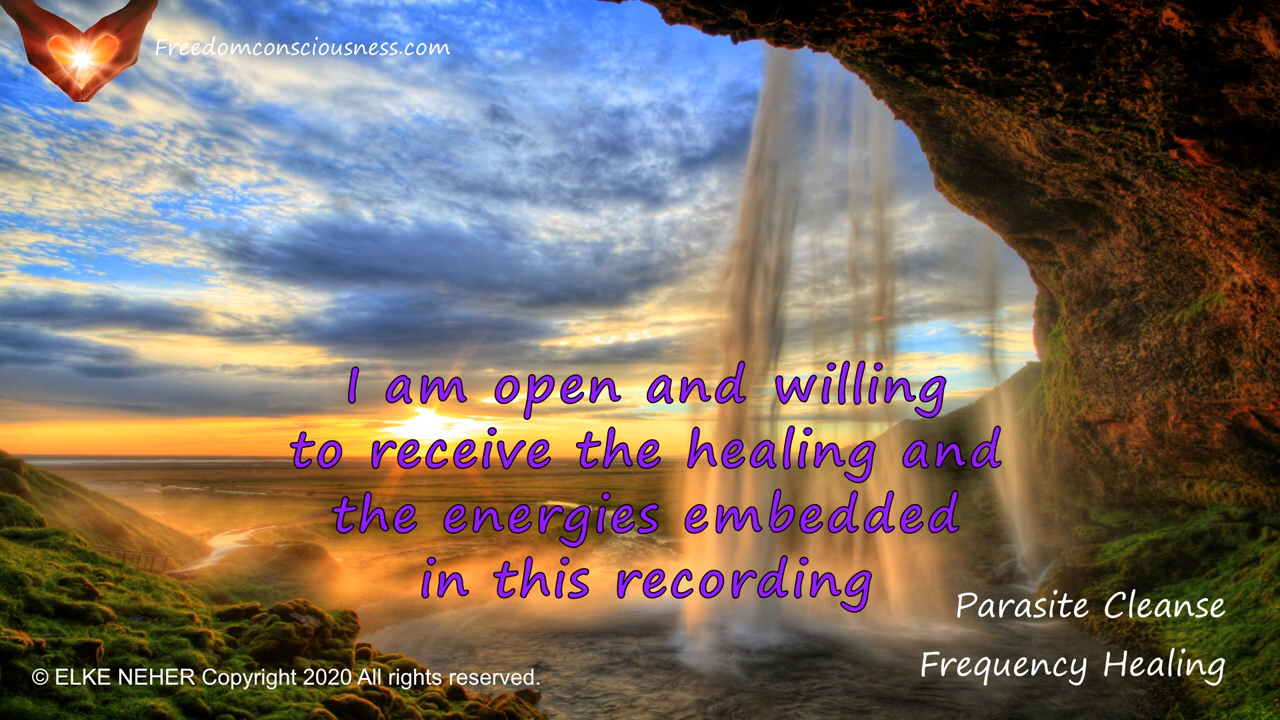 Freedomconsciousness.com
I am open and willing
to receive the healing and
the energies embedded
in this recording
Parasite Cleanse
Frequency Healing
© ELKE NEHER Copyright 2020 All rights reserved.